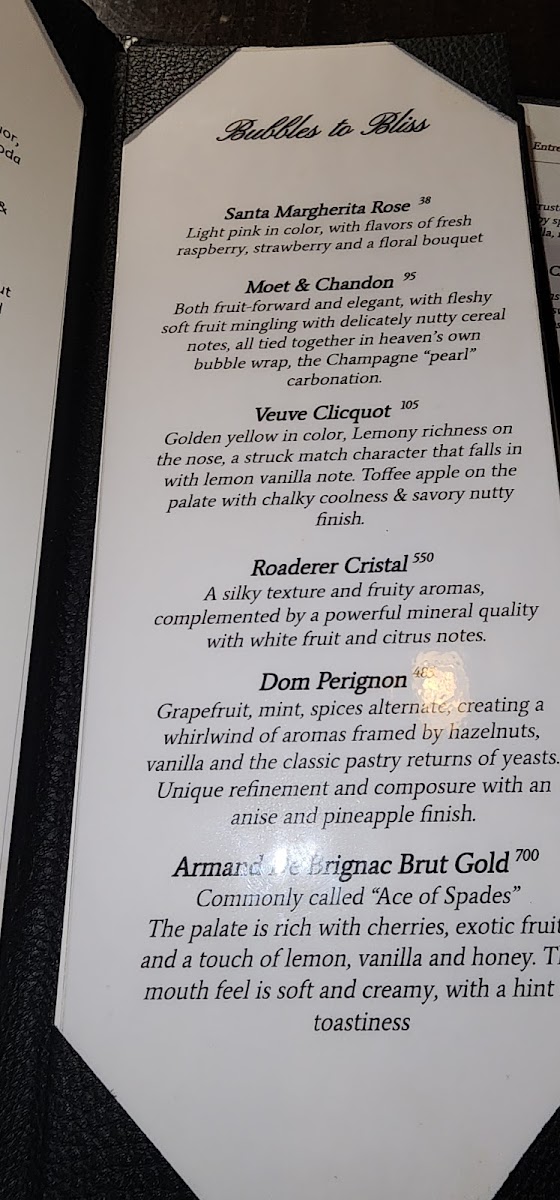 Bubbles to Bliss
Santa Margherita Rose 38
Light pink in color, with flavors of fresh
raspberry, strawberry and a floral bouquet
Moet & Chandon 95
Both fruit-forward and elegant, with fleshy
soft fruit mingling with delicately nutty cereal
notes, all tied together in heaven's own
bubble wrap, the Champagne "pearl"
carbonation.
Veuve Clicquot 105
Golden yellow in color, Lemony richness on
the nose, a struck match character that falls in
with lemon vanilla note. Toffee apple on the
palate with chalky coolness & savory nutty
finish.
Roaderer Cristal 550
A silky texture and fruity aromas,
complemented by a powerful mineral quality
with white fruit and citrus notes.
Dom Perignon 485
Grapefruit, mint, spices alternate, creating a
whirlwind of aromas framed by hazelnuts,
vanilla and the classic pastry returns of yeasts.
Unique refinement and composure with an
anise and pineapple finish.
Armand De Brignac Brut Gold 700
Commonly called "Ace of Spades"
The palate is rich with cherries, exotic fruit
and a touch of lemon, vanilla and honey.
mouth feel is soft and creamy, with a hint
toastiness